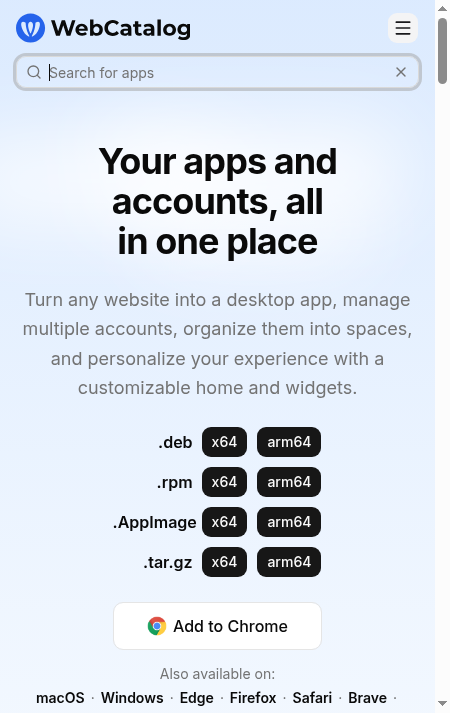 WebCatalog
Search for apps
Your apps and
accounts, all
in one place
Turn any website into a desktop app, manage
multiple accounts, organize them into spaces,
and personalize your experience with a
customizable home and widgets.
.deb x64 arm64
.rpm x64 arm64
.AppImage x64 arm64
.tar.gz x64 arm64
Add to Chrome
Also available on:
macOS · Windows · Edge · Firefox · Safari · Brave ·